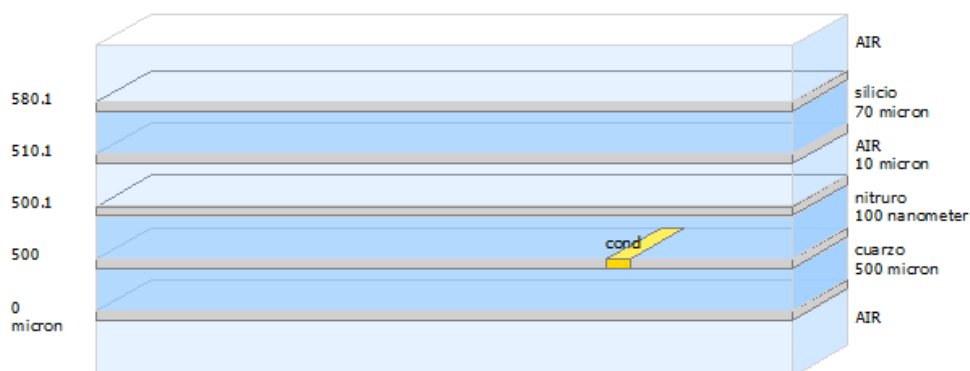 AIR
580.1
silicio
70 micron
510.1
AIR
10 micron
500.1
nitruro
100 nanometer
cond
500
cuarzo
500 micron
0
micron
AIR